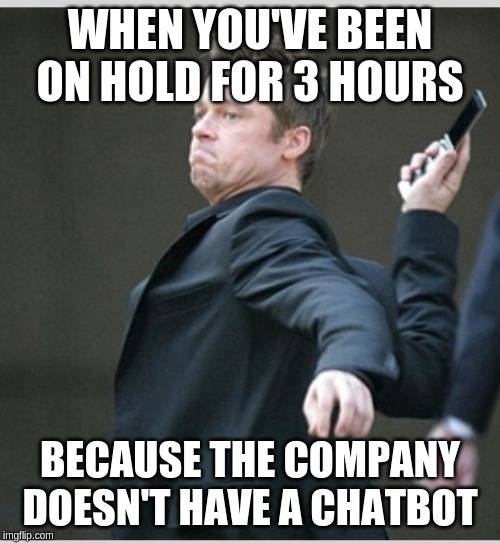 WHEN YOU'VE BEEN
ON HOLD FOR 3 HOURS
BECAUSE THE COMPANY
DOESN'T HAVE A CHATBOT
imgflip.com